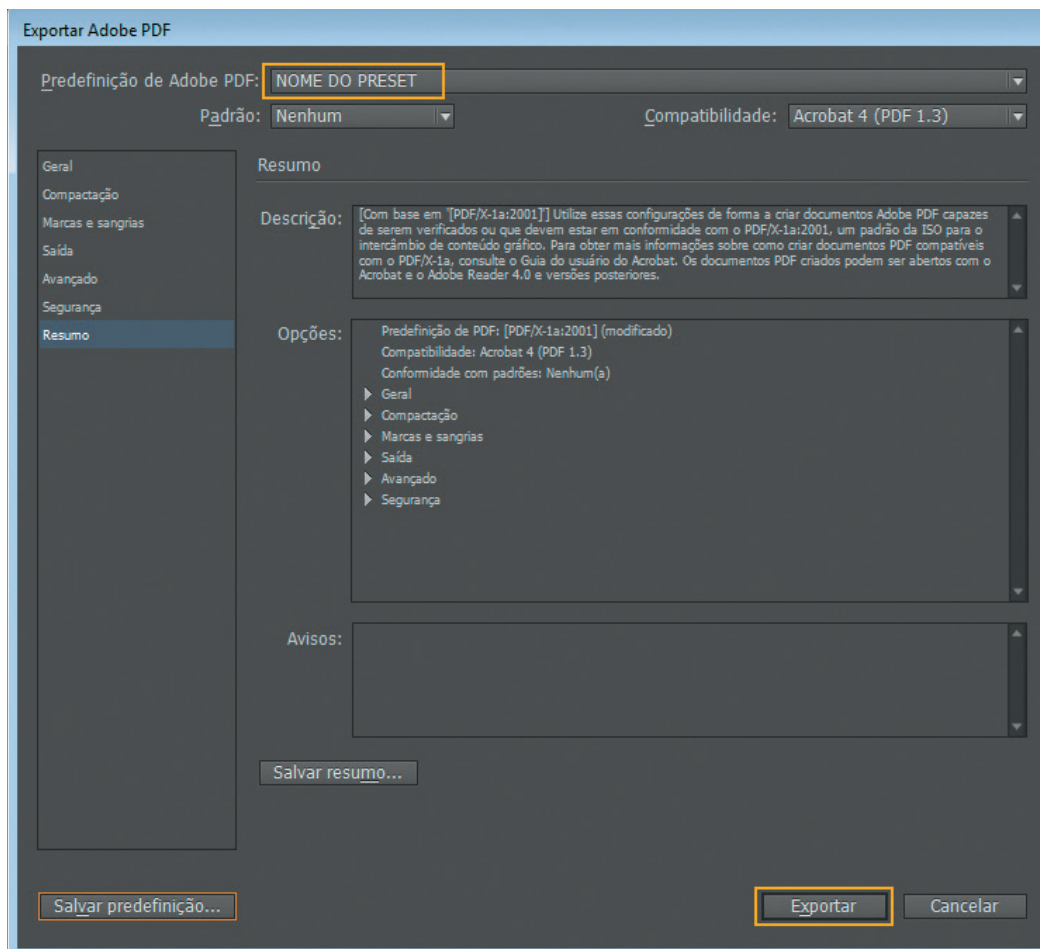 Exportar Adobe PDF
Predefinição de Adobe PDF: NOME DO PRESET
Padrão: Nenhum Compatibilidade: Acrobat 4 (PDF 1.3)
Geral
Compactação
Marcas e sangrias
Saída
Avançado
Segurança
Resumo
Resumo
Descrição:
[Com base em '[PDF/X-1a:2001]'] Utilize essas configurações de forma a criar documentos Adobe PDF capazes
de serem verificados ou que devem estar em conformidade com o PDF/X-1a:2001, um padrão da ISO para o
intercâmbio de conteúdo gráfico. Para obter mais informações sobre como criar documentos PDF compatíveis
com o PDF/X-1a, consulte o Guia do usuário do Acrobat. Os documentos PDF criados podem ser abertos com o
Acrobat e o Adobe Reader 4.0 e versões posteriores.
Opções:
Predefinição de PDF: [PDF/X-1a:2001] (modificado)
Compatibilidade: Acrobat 4 (PDF 1.3)
Conformidade com padrões: Nenhum(a)
Geral
Compactação
Marcas e sangrias
Saída
Avançado
Segurança
Avisos:
Salvar resumo...
Salvar predefinição... Exportar Cancelar